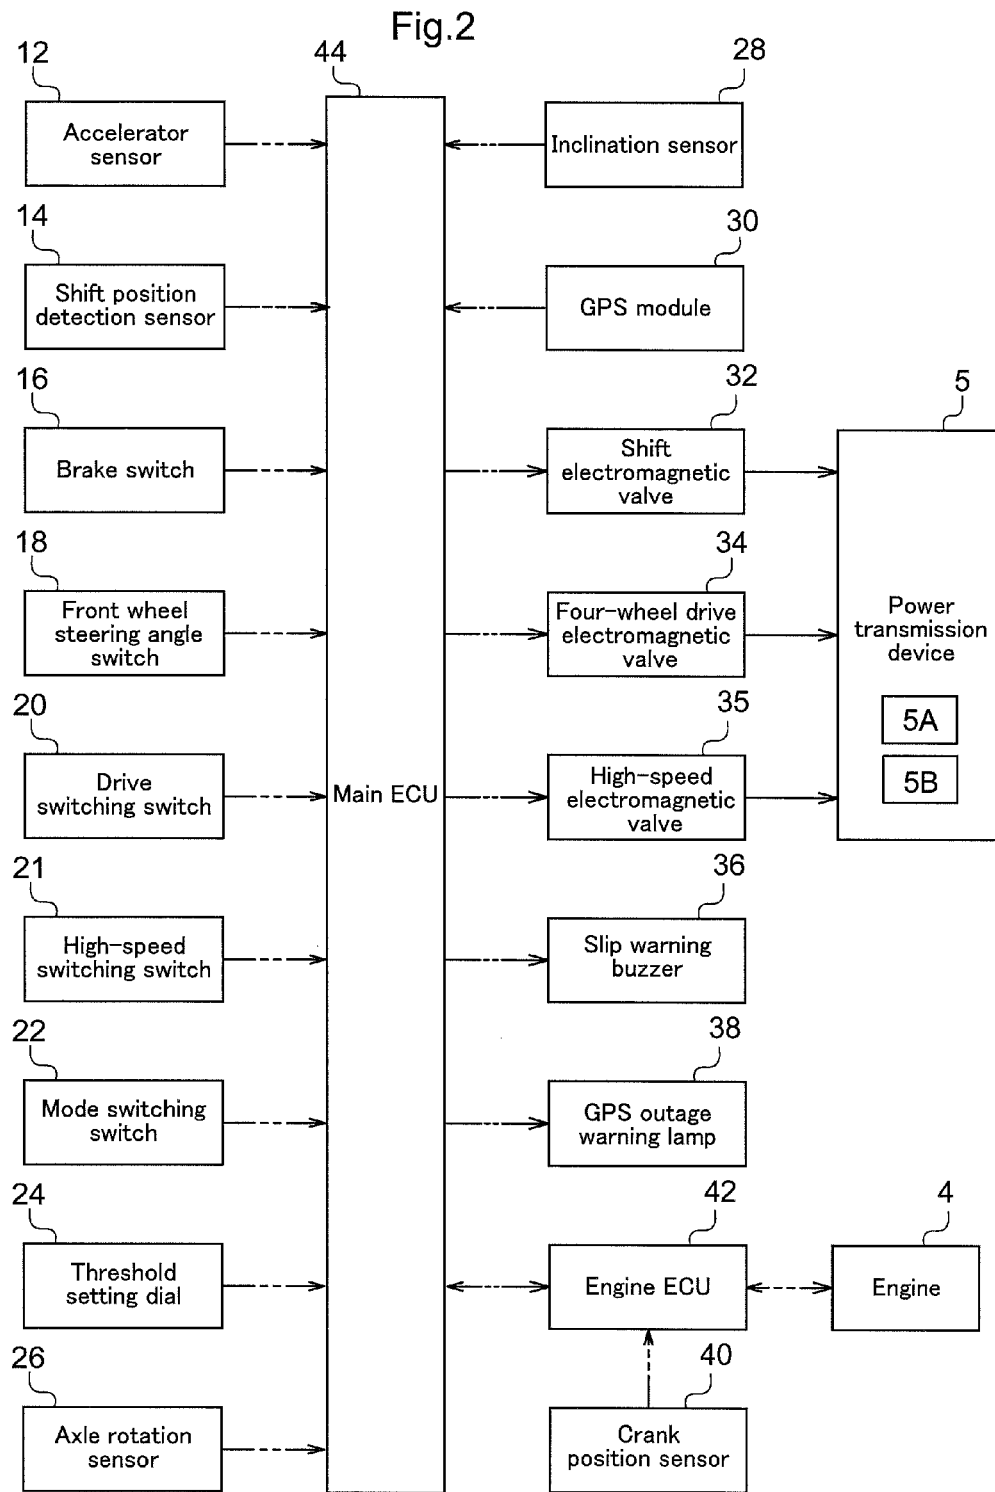 Fig.2
12
44
28
Accelerator
sensor
Inclination sensor
14
30
Shift position
detection sensor
GPS module
16
32
5
Brake switch
Shift
electromagnetic
valve
18
34
Front wheel
steering angle
switch
Four-wheel drive
electromagnetic
valve
Power
transmission
device
5A
5B
20
35
Drive
switching switch
Main ECU
High-speed
electromagnetic
valve
21
36
High-speed
switching switch
Slip warning
buzzer
22
38
Mode switching
switch
GPS outage
warning lamp
24
42
4
Threshold
setting dial
Engine ECU
Engine
26
40
Axle rotation
sensor
Crank
position sensor